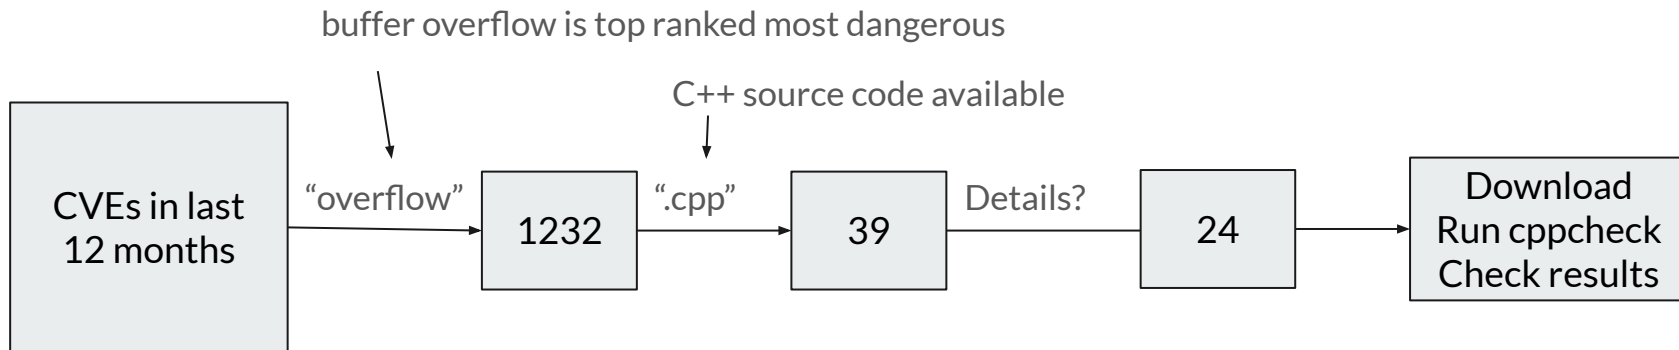 buffer overflow is top ranked most dangerous
C++ source code available
CVEs in last
12 months
“overflow”
1232
“.cpp”
39
Details?
24
Download
Run cppcheck
Check results